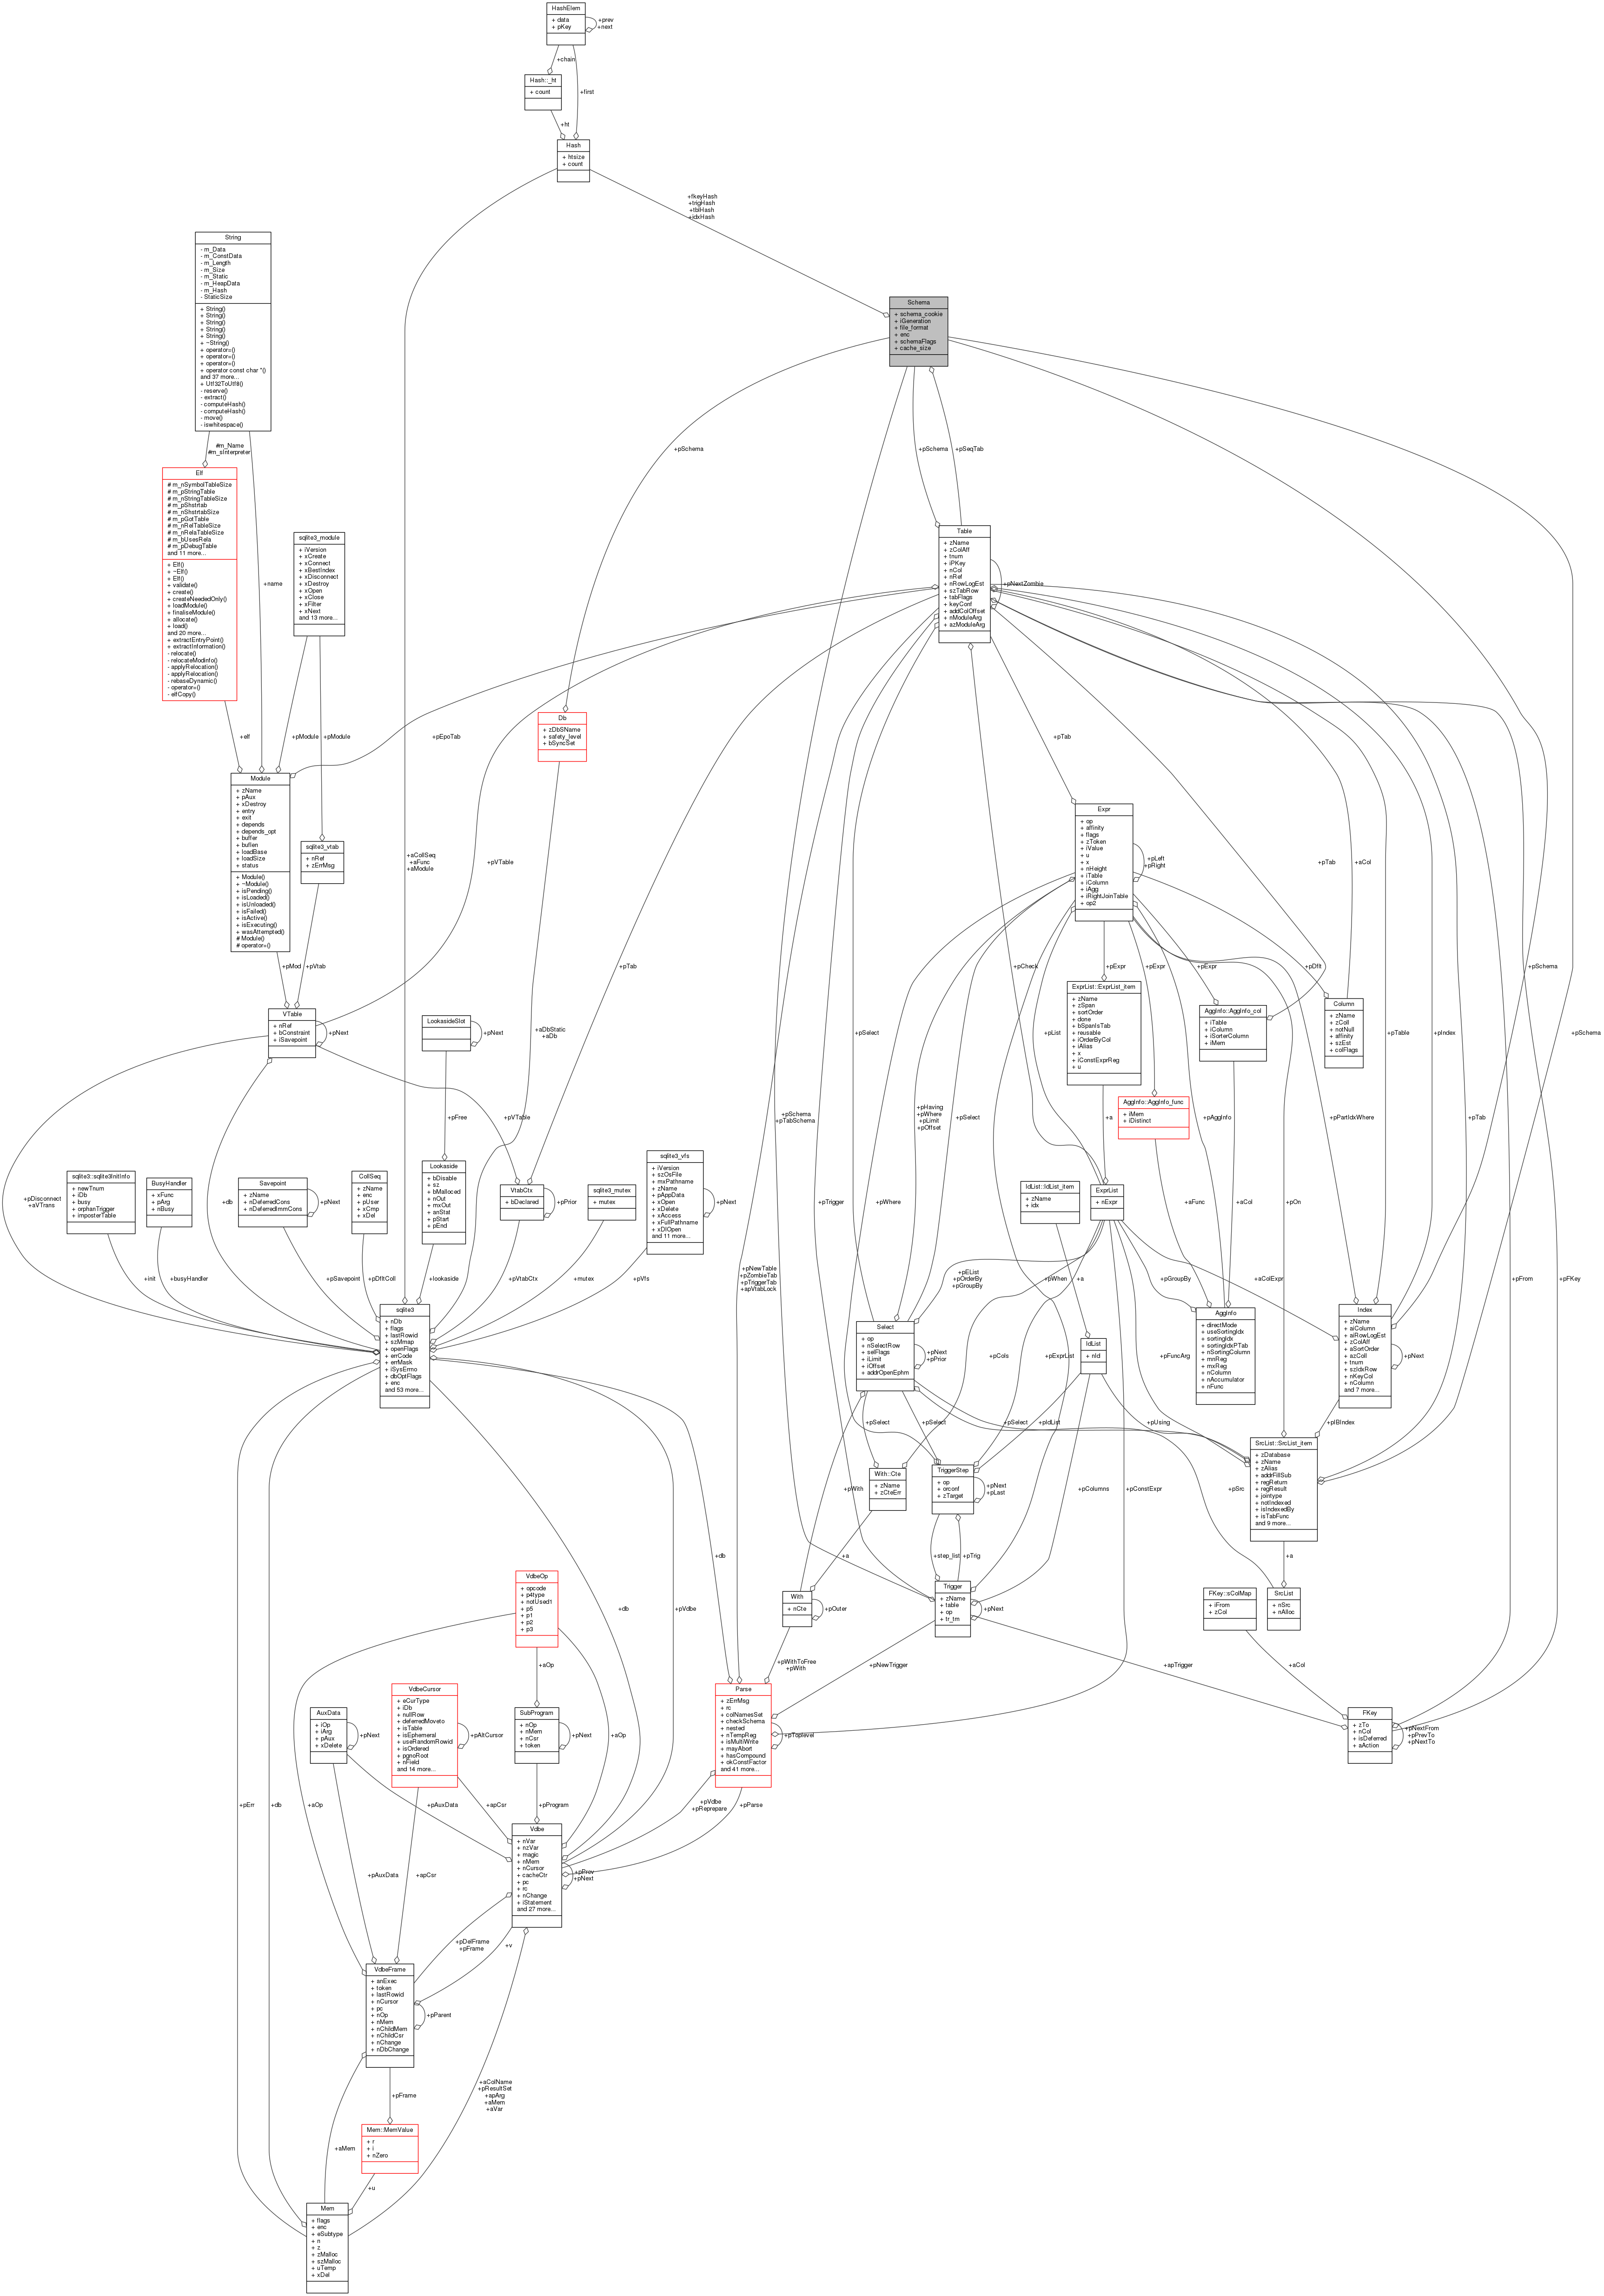 HashElem
+ data
+ pKey
+prev
+next
+chain
Hash::_ht
+ count
+first
+ht
Hash
+ htsize
+ count
+fkeyHash
+trigHash
+tblHash
+idxHash
String
- m_Data
- m_ConstData
- m_Length
- m_Size
- m_Static
- m_HeapData
- m_Hash
- StaticSize
+ String()
+ String()
+ String()
+ String()
+ String()
+ ~String()
+ operator=()
+ operator=()
+ operator=()
+ operator const char *()
and 37 more...
+ Utf32ToUtf8()
- reserve()
- extract()
- computeHash()
- computeHash()
- move()
- iswhitespace()
Schema
+ schema_cookie
+ iGeneration
+ file_format
+ enc
+ schemaFlags
+ cache_size
#m_Name
#m_sInterpreter
+pSchema
+pSchema
+pSeqTab
Elf
# m_nSymbolTableSize
# m_pStringTable
# m_nStringTableSize
# m_pShstrtab
# m_nShstrtabSize
# m_pGotTable
# m_nRelTableSize
# m_nRelaTableSize
# m_bUsesRela
# m_pDebugTable
and 11 more...
+ Elf()
+ ~Elf()
+ Elf()
+ validate()
+ create()
+ createNeededOnly()
+ loadModule()
+ finaliseModule()
+ allocate()
+ load()
and 20 more...
+ extractEntryPoint()
+ extractInformation()
- relocate()
- relocateModinfo()
- applyRelocation()
- applyRelocation()
- rebaseDynamic()
- operator=()
- elfCopy()
+name
sqlite3_module
+ iVersion
+ xCreate
+ xConnect
+ xBestIndex
+ xDisconnect
+ xDestroy
+ xOpen
+ xClose
+ xFilter
+ xNext
and 13 more...
Table
+ zName
+ zColAff
+ tnum
+ iPKey
+ nCol
+ nRef
+ nRowLogEst
+ szTabRow
+ tabFlags
+ keyConf
+ addColOffset
+ nModuleArg
+ azModuleArg
+pNextZombie
+elf
+pModule
+pModule
+pEpoTab
Db
+ zDbSName
+ safety_level
+ bSyncSet
+pTab
Module
+ zName
+ pAux
+ xDestroy
+ entry
+ exit
+ depends
+ depends_opt
+ buffer
+ buflen
+ loadBase
+ loadSize
+ status
+ Module()
+ ~Module()
+ isPending()
+ isLoaded()
+ isUnloaded()
+ isFailed()
+ isActive()
+ isExecuting()
+ wasAttempted()
# Module()
# operator=()
sqlite3_vtab
+ nRef
+ zErrMsg
+aCollSeq
+aFunc
+aModule
+pVTable
Expr
+ op
+ affinity
+ flags
+ zToken
+ iValue
+ u
+ x
+ nHeight
+ iTable
+ iColumn
+ iAgg
+ iRightJoinTable
+ op2
+pLeft
+pRight
+pTab
+aCol
+pMod
+pVtab
+pTab
+pCheck
+pExpr
+pExpr
+pExpr
+pDflt
+pSchema
VTable
+ nRef
+ bConstraint
+ iSavepoint
+pNext
LookasideSlot
+pNext
+aDbStatic
+aDb
+pSelect
+pList
ExprList::ExprList_item
+ zName
+ zSpan
+ sortOrder
+ done
+ bSpanIsTab
+ reusable
+ iOrderByCol
+ iAlias
+ x
+ iConstExprReg
+ u
AggInfo::AggInfo_col
+ iTable
+ iColumn
+ iSorterColumn
+ iMem
Column
+ zName
+ zColl
+ notNull
+ affinity
+ szEst
+ colFlags
+pTable
+pIndex
+pSchema
+pFree
+pVTable
+pSchema
+pTabSchema
+pHaving
+pWhere
+pLimit
+pOffset
+pSelect
+a
AggInfo::AggInfo_func
+ iMem
+ iDistinct
+pAggInfo
+pPartIdxWhere
+pTab
sqlite3::sqlite3InitInfo
+ newTnum
+ iDb
+ busy
+ orphanTrigger
+ imposterTable
BusyHandler
+ xFunc
+ pArg
+ nBusy
+pDisconnect
+aVTrans
+db
Savepoint
+ zName
+ nDeferredCons
+ nDeferredImmCons
+pNext
CollSeq
+ zName
+ enc
+ pUser
+ xCmp
+ xDel
Lookaside
+ bDisable
+ sz
+ bMalloced
+ nOut
+ mxOut
+ anStat
+ pStart
+ pEnd
VtabCtx
+ bDeclared
+pPrior
sqlite3_mutex
+ mutex
sqlite3_vfs
+ iVersion
+ szOsFile
+ mxPathname
+ zName
+ pAppData
+ xOpen
+ xDelete
+ xAccess
+ xFullPathname
+ xDlOpen
and 11 more...
+pNext
+pTrigger
+pWhere
IdList::IdList_item
+ zName
+ idx
ExprList
+ nExpr
+aFunc
+aCol
+pOn
+init
+busyHandler
+pSavepoint
+pDfltColl
+lookaside
+pVtabCtx
+mutex
+pVfs
+pNewTable
+pZombieTab
+pTriggerTab
+apVtabLock
+pEList
+pOrderBy
+pGroupBy
+pWhen
+a
+pGroupBy
+aColExpr
+pFrom
+pFKey
sqlite3
+ nDb
+ flags
+ lastRowid
+ szMmap
+ openFlags
+ errCode
+ errMask
+ iSysErrno
+ dbOptFlags
+ enc
and 53 more...
Select
+ op
+ nSelectRow
+ selFlags
+ iLimit
+ iOffset
+ addrOpenEphm
+pNext
+pPrior
+pCols
+pExprList
IdList
+ nId
+pFuncArg
AggInfo
+ directMode
+ useSortingIdx
+ sortingIdx
+ sortingIdxPTab
+ nSortingColumn
+ mnReg
+ mxReg
+ nColumn
+ nAccumulator
+ nFunc
Index
+ zName
+ aiColumn
+ aiRowLogEst
+ zColAff
+ aSortOrder
+ azColl
+ tnum
+ szIdxRow
+ nKeyCol
+ nColumn
and 7 more...
+pNext
+pSelect
+pSelect
+pSelect
+pIdList
+pUsing
+pIBIndex
+pWith
With::Cte
+ zName
+ zCteErr
TriggerStep
+ op
+ orconf
+ zTarget
+pNext
+pLast
+pColumns
+pConstExpr
+pSrc
SrcList::SrcList_item
+ zDatabase
+ zName
+ zAlias
+ addrFillSub
+ regReturn
+ regResult
+ jointype
+ notIndexed
+ isIndexedBy
+ isTabFunc
and 9 more...
+db
+a
+step_list
+pTrig
+a
VdbeOp
+ opcode
+ p4type
+ notUsed1
+ p5
+ p1
+ p2
+ p3
+db
+pVdbe
With
+ nCte
+pOuter
Trigger
+ zName
+ table
+ op
+ tr_tm
+pNext
FKey::sColMap
+ iFrom
+ zCol
SrcList
+ nSrc
+ nAlloc
+aOp
+pWithToFree
+pWith
+pNewTrigger
+apTrigger
+aCol
VdbeCursor
+ eCurType
+ iDb
+ nullRow
+ deferredMoveto
+ isTable
+ isEphemeral
+ useRandomRowid
+ isOrdered
+ pgnoRoot
+ nField
and 14 more...
+pAltCursor
AuxData
+ iOp
+ iArg
+ pAux
+ xDelete
+pNext
SubProgram
+ nOp
+ nMem
+ nCsr
+ token
+pNext
+aOp
Parse
+ zErrMsg
+ rc
+ colNamesSet
+ checkSchema
+ nested
+ nTempReg
+ isMultiWrite
+ mayAbort
+ hasCompound
+ okConstFactor
and 41 more...
+pToplevel
FKey
+ zTo
+ nCol
+ isDeferred
+ aAction
+pNextFrom
+pPrevTo
+pNextTo
+pErr
+db
+aOp
+pAuxData
+apCsr
+pProgram
+pVdbe
+pReprepare
+pParse
Vdbe
+ nVar
+ nzVar
+ magic
+ nMem
+ nCursor
+ cacheCtr
+ pc
+ rc
+ nChange
+ iStatement
and 27 more...
+pPrev
+pNext
+pAuxData
+apCsr
+pDelFrame
+pFrame
+v
VdbeFrame
+ anExec
+ token
+ lastRowid
+ nCursor
+ pc
+ nOp
+ nMem
+ nChildMem
+ nChildCsr
+ nChange
+ nDbChange
+pParent
+pFrame
+aColName
+pResultSet
+apArg
+aMem
+aVar
+aMem
Mem::MemValue
+ r
+ i
+ nZero
+u
Mem
+ flags
+ enc
+ eSubtype
+ n
+ z
+ zMalloc
+ szMalloc
+ uTemp
+ xDel